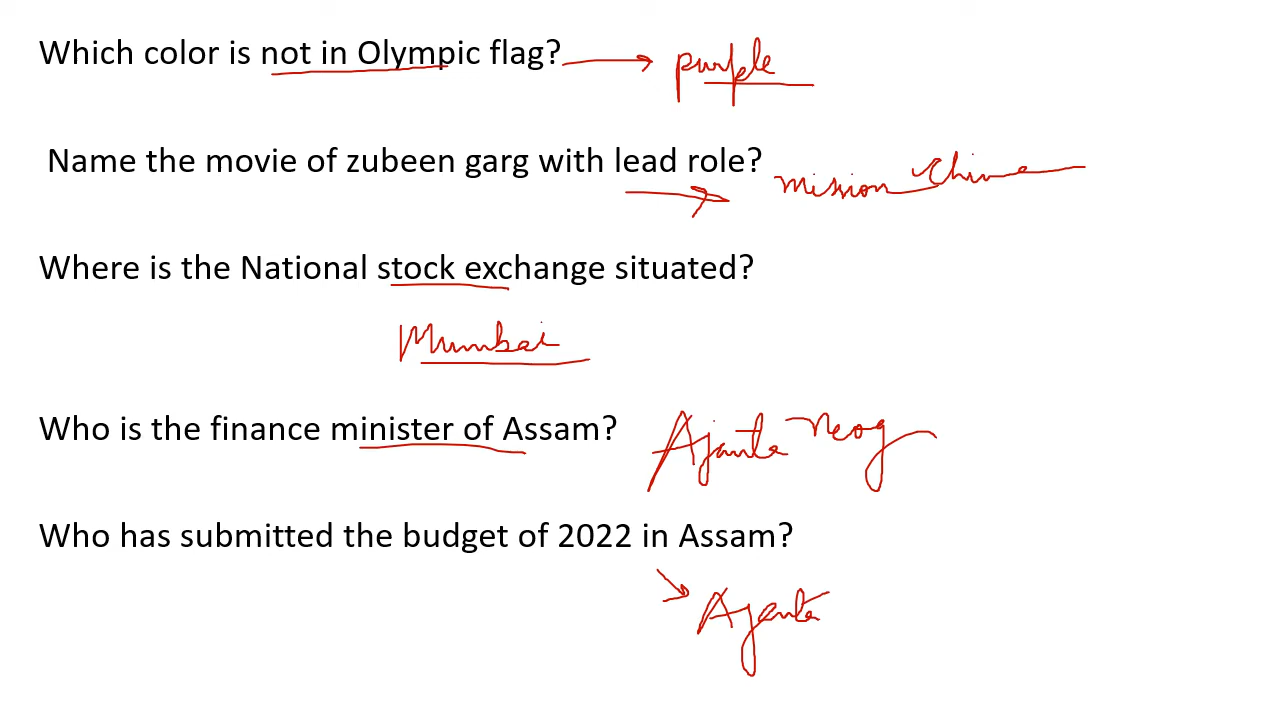 Which color is not in Olympic flag? purple
Name the movie of zubeen garg with lead role? mission China
Where is the National stock exchange situated?
Mumbai
Who is the finance minister of Assam? Ajanta Neog
Who has submitted the budget of 2022 in Assam?
Ajanta